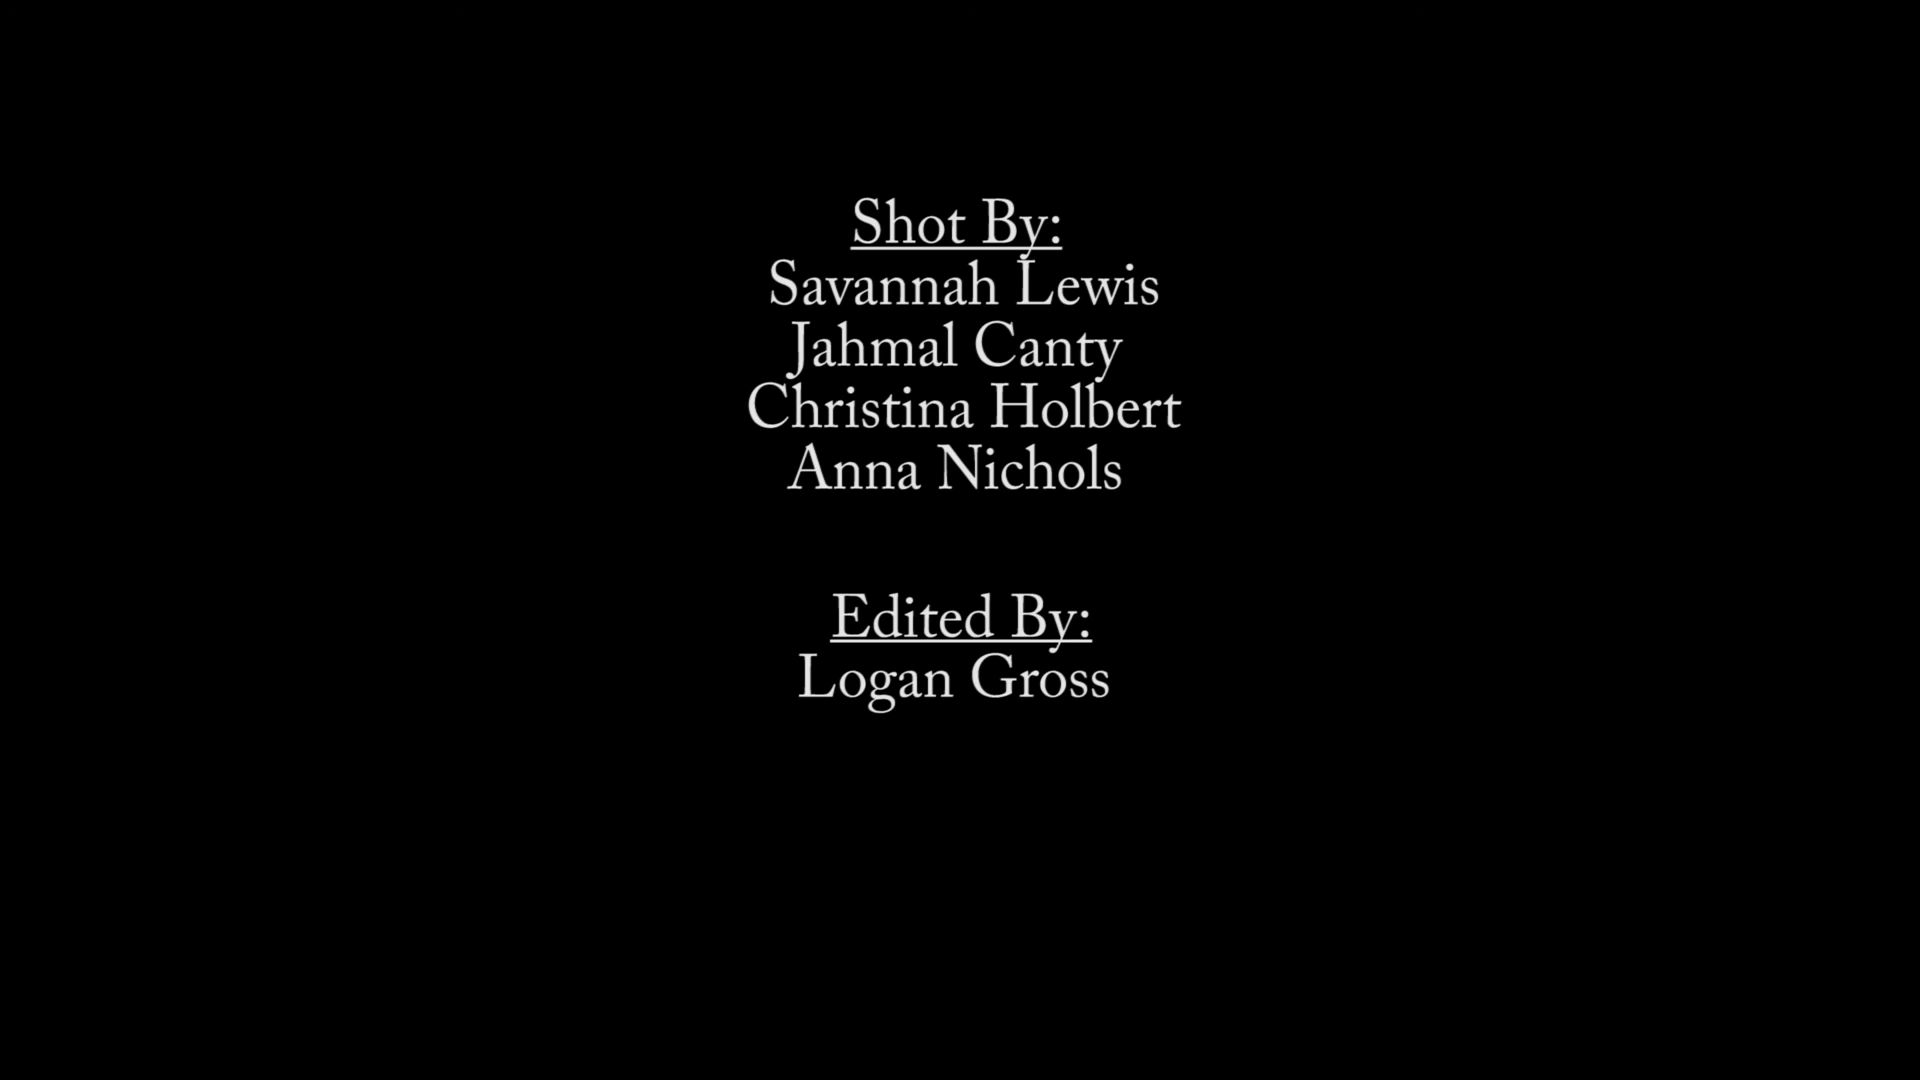 Shot By:
Savannah Lewis
Jahmal Canty
Christina Holbert
Anna Nichols
Edited By:
Logan Gross